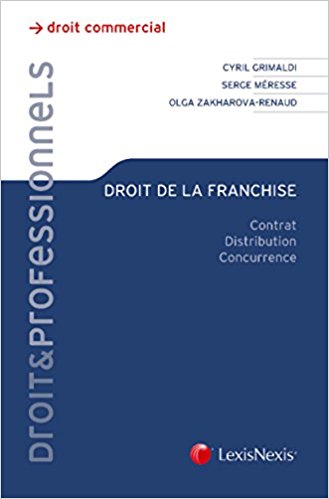 → droit commercial
CYRIL GRIMALDI
SERGE MÉRESSE
OLGA ZAKHAROVA-RENAUD
DROIT&PROFESSIONNELS
DROIT DE LA FRANCHISE
Contrat
Distribution
Concurrence
LexisNexis®